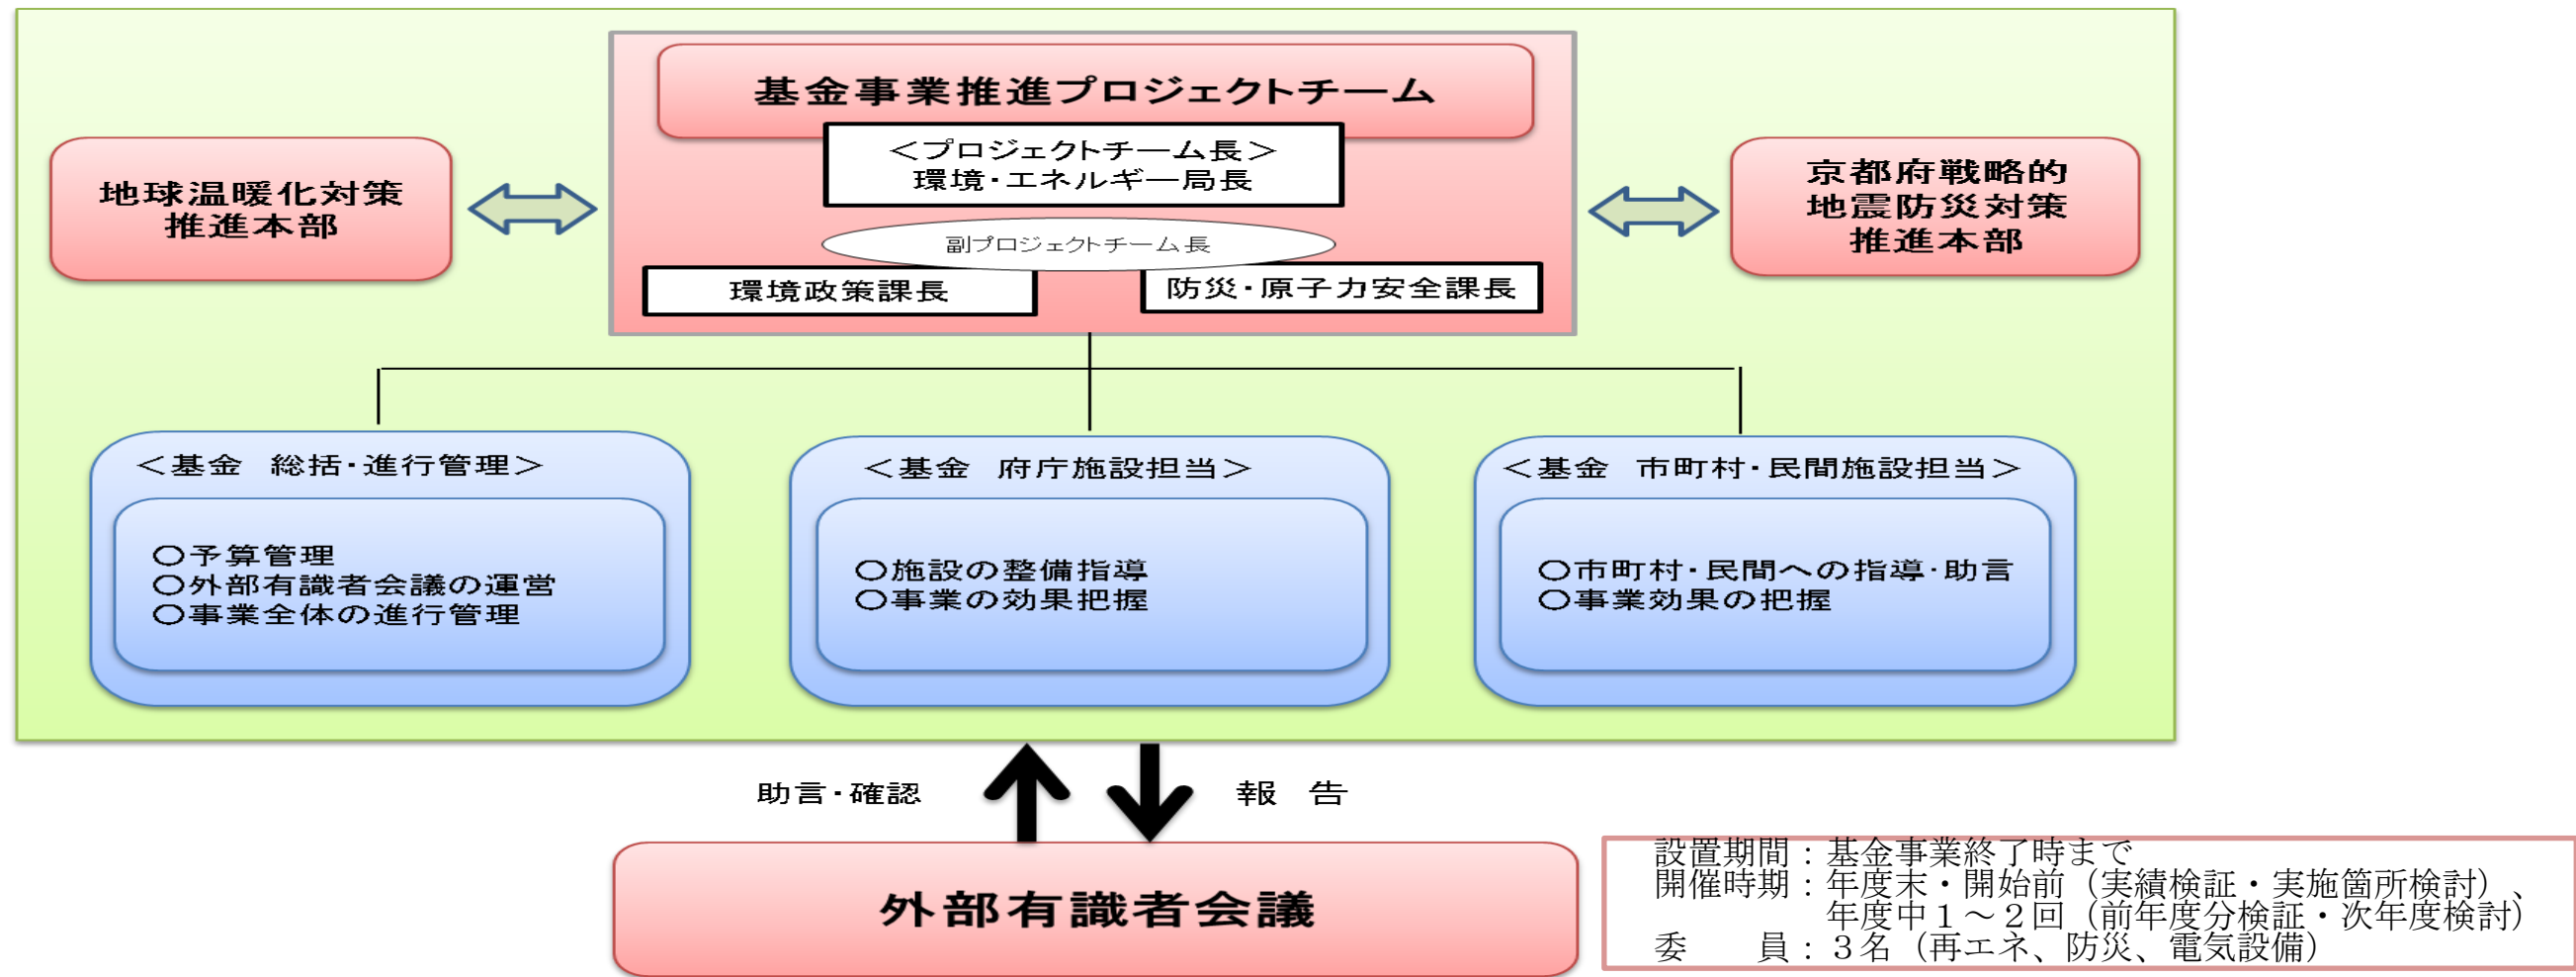 基金事業推進プロジェクトチーム
＜プロジェクトチーム長＞
環境・エネルギー局長
副プロジェクトチーム長
環境政策課長
防災・原子力安全課長
地球温暖化対策
推進本部
京都府戦略的
地震防災対策
推進本部
＜基金　総括・進行管理＞
○予算管理
○外部有識者会議の運営
○事業全体の進行管理
＜基金　府庁施設担当＞
○施設の整備指導
○事業の効果把握
＜基金　市町村・民間施設担当＞
○市町村・民間への指導・助言
○事業効果の把握
助言・確認
報　告
外部有識者会議
設置期間：基金事業終了時まで
開催時期：年度末・開始前（実績検証・実施箇所検討）、
年度中１～２回（前年度分検証・次年度検討）
委　　員：３名（再エネ、防災、電気設備）